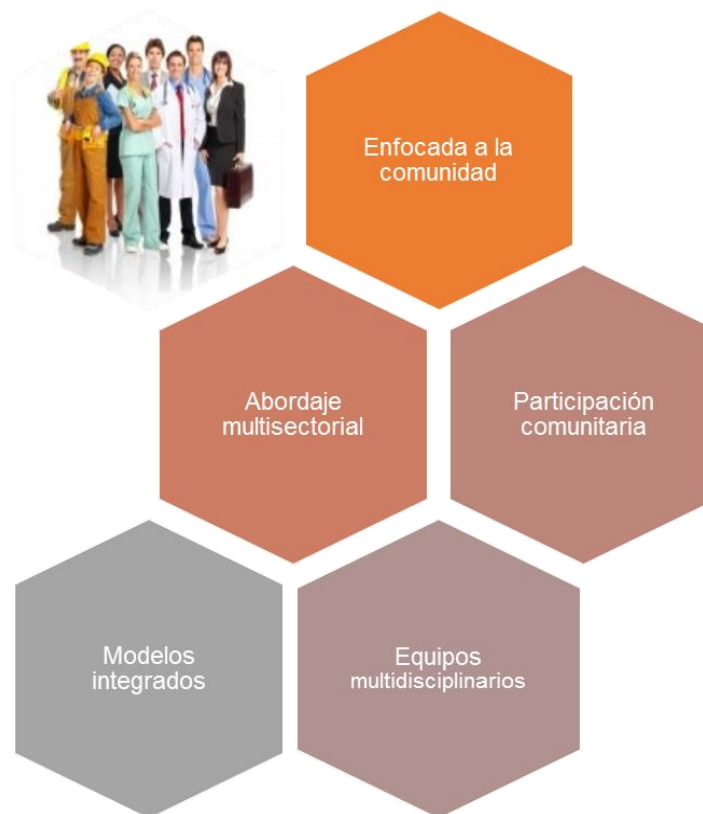 Enfocada a la
comunidad
Abordaje
multisectorial
Participación
comunitaria
Modelos
integrados
Equipos
multidisciplinarios